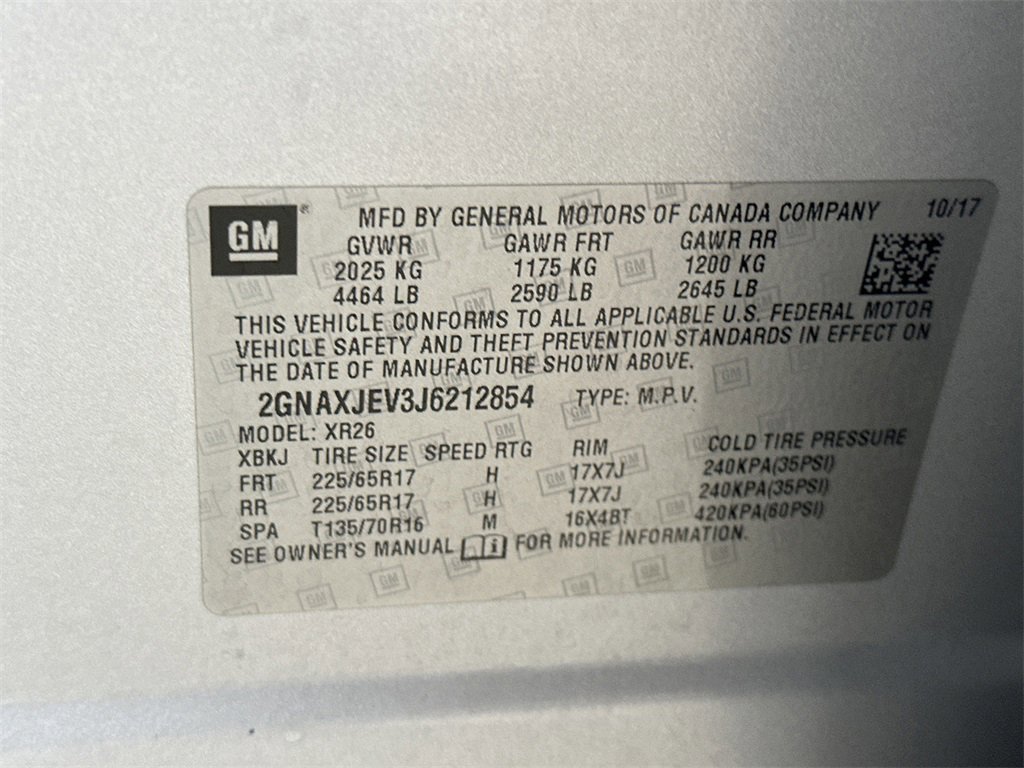 GM
MFD BY GENERAL MOTORS OF CANADA COMPANY 10/17
GVWR GAWR FRT GAWR RR
2025 KG 1175 KG 1200 KG
4464 LB 2590 LB 2645 LB
THIS VEHICLE CONFORMS TO ALL APPLICABLE U.S. FEDERAL MOTOR
VEHICLE SAFETY AND THEFT PREVENTION STANDARDS IN EFFECT ON
THE DATE OF MANUFACTURE SHOWN ABOVE.
2GNAXJEV3J6212854 TYPE: M.P.V.
MODEL: XR26
XBKJ TIRE SIZE SPEED RTG RIM COLD TIRE PRESSURE
FRT 225/65R17 H 17X7J 240KPA(35PSI)
RR 225/65R17 H 17X7J 240KPA(35PSI)
SPA T135/70R16 M 16X4BT 420KPA(60PSI)
SEE OWNER'S MANUAL i FOR MORE INFORMATION.